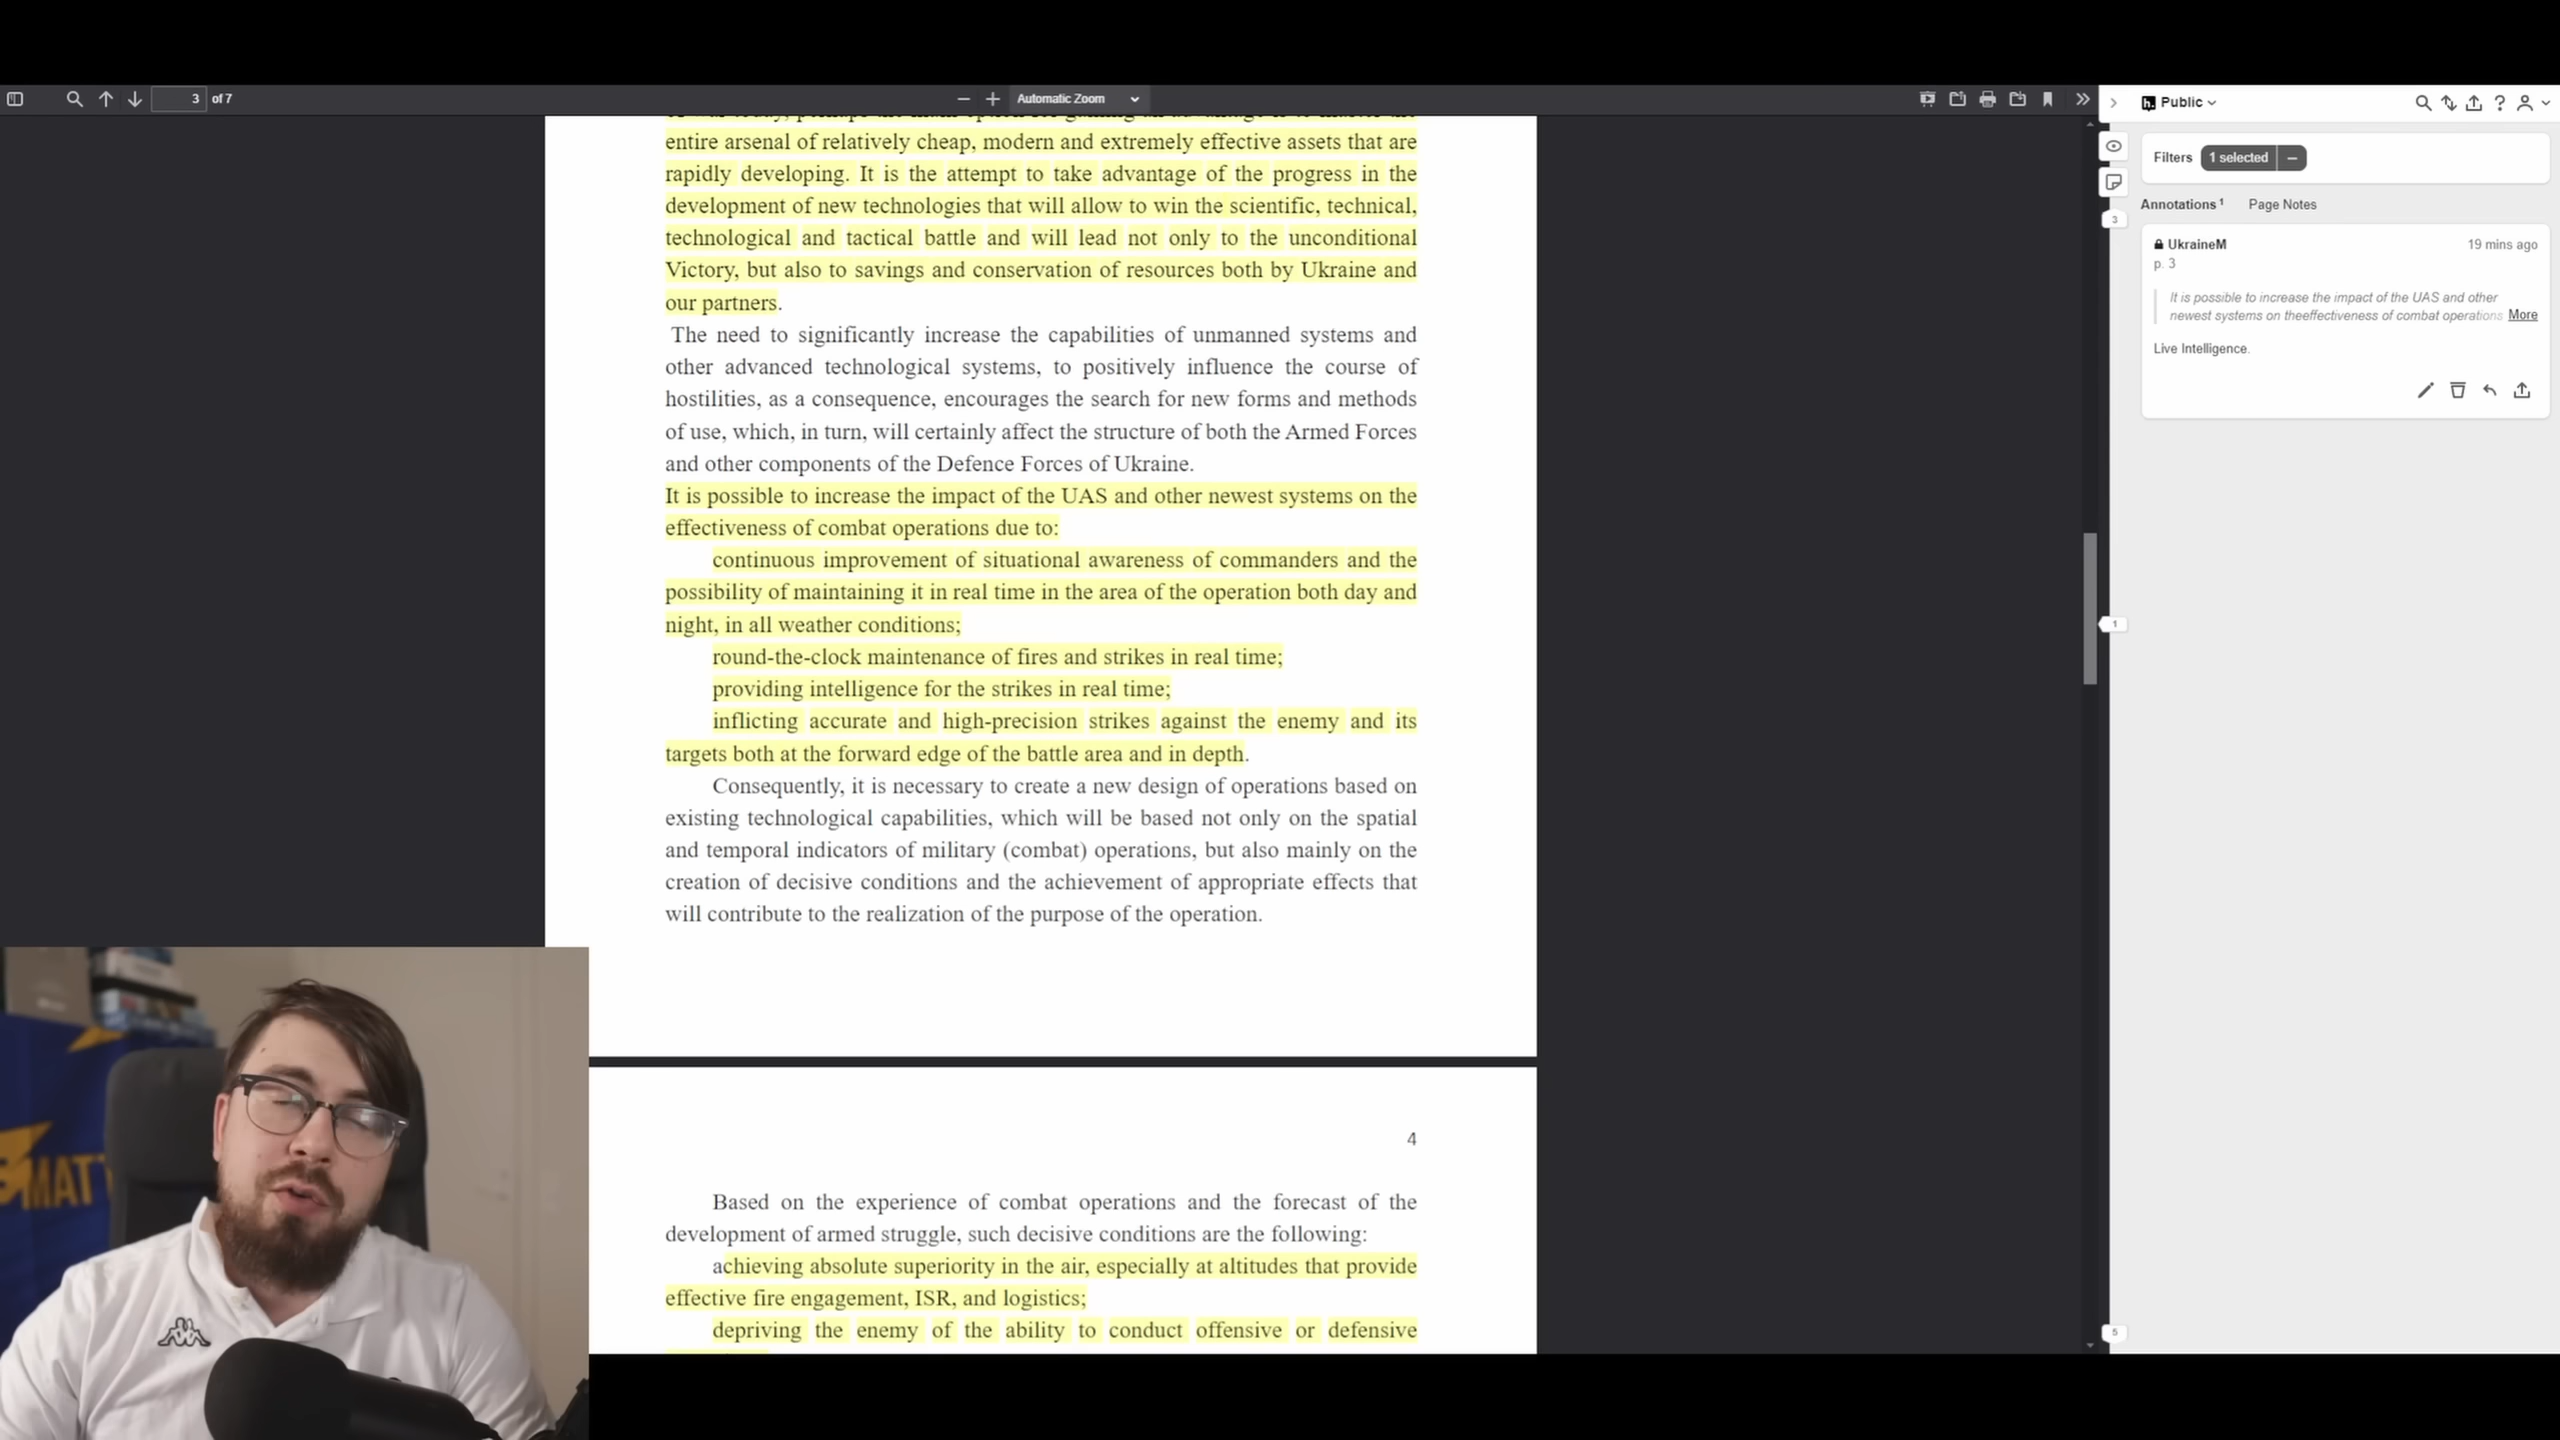 3 of 7
Automatic Zoom
entire arsenal of relatively cheap, modern and extremely effective assets that are
rapidly developing. It is the attempt to take advantage of the progress in the
development of new technologies that will allow to win the scientific, technical,
technological and tactical battle and will lead not only to the unconditional
Victory, but also to savings and conservation of resources both by Ukraine and
our partners.
The need to significantly increase the capabilities of unmanned systems and
other advanced technological systems, to positively influence the course of
hostilities, as a consequence, encourages the search for new forms and methods
of use, which, in turn, will certainly affect the structure of both the Armed Forces
and other components of the Defence Forces of Ukraine.
It is possible to increase the impact of the UAS and other newest systems on the
effectiveness of combat operations due to:
continuous improvement of situational awareness of commanders and the
possibility of maintaining it in real time in the area of the operation both day and
night, in all weather conditions;
round-the-clock maintenance of fires and strikes in real time;
providing intelligence for the strikes in real time;
inflicting accurate and high-precision strikes against the enemy and its
targets both at the forward edge of the battle area and in depth.
Consequently, it is necessary to create a new design of operations based on
existing technological capabilities, which will be based not only on the spatial
and temporal indicators of military (combat) operations, but also mainly on the
creation of decisive conditions and the achievement of appropriate effects that
will contribute to the realization of the purpose of the operation.
4
Based on the experience of combat operations and the forecast of the
development of armed struggle, such decisive conditions are the following:
achieving absolute superiority in the air, especially at altitudes that provide
effective fire engagement, ISR, and logistics;
depriving the enemy of the ability to conduct offensive or defensive
Public
Filters 1 selected
Annotations 1 Page Notes
3
UkraineM 19 mins ago
p. 3
It is possible to increase the impact of the UAS and other
newest systems on theeffectiveness of combat operations More
Live Intelligence.
1
5
MATT